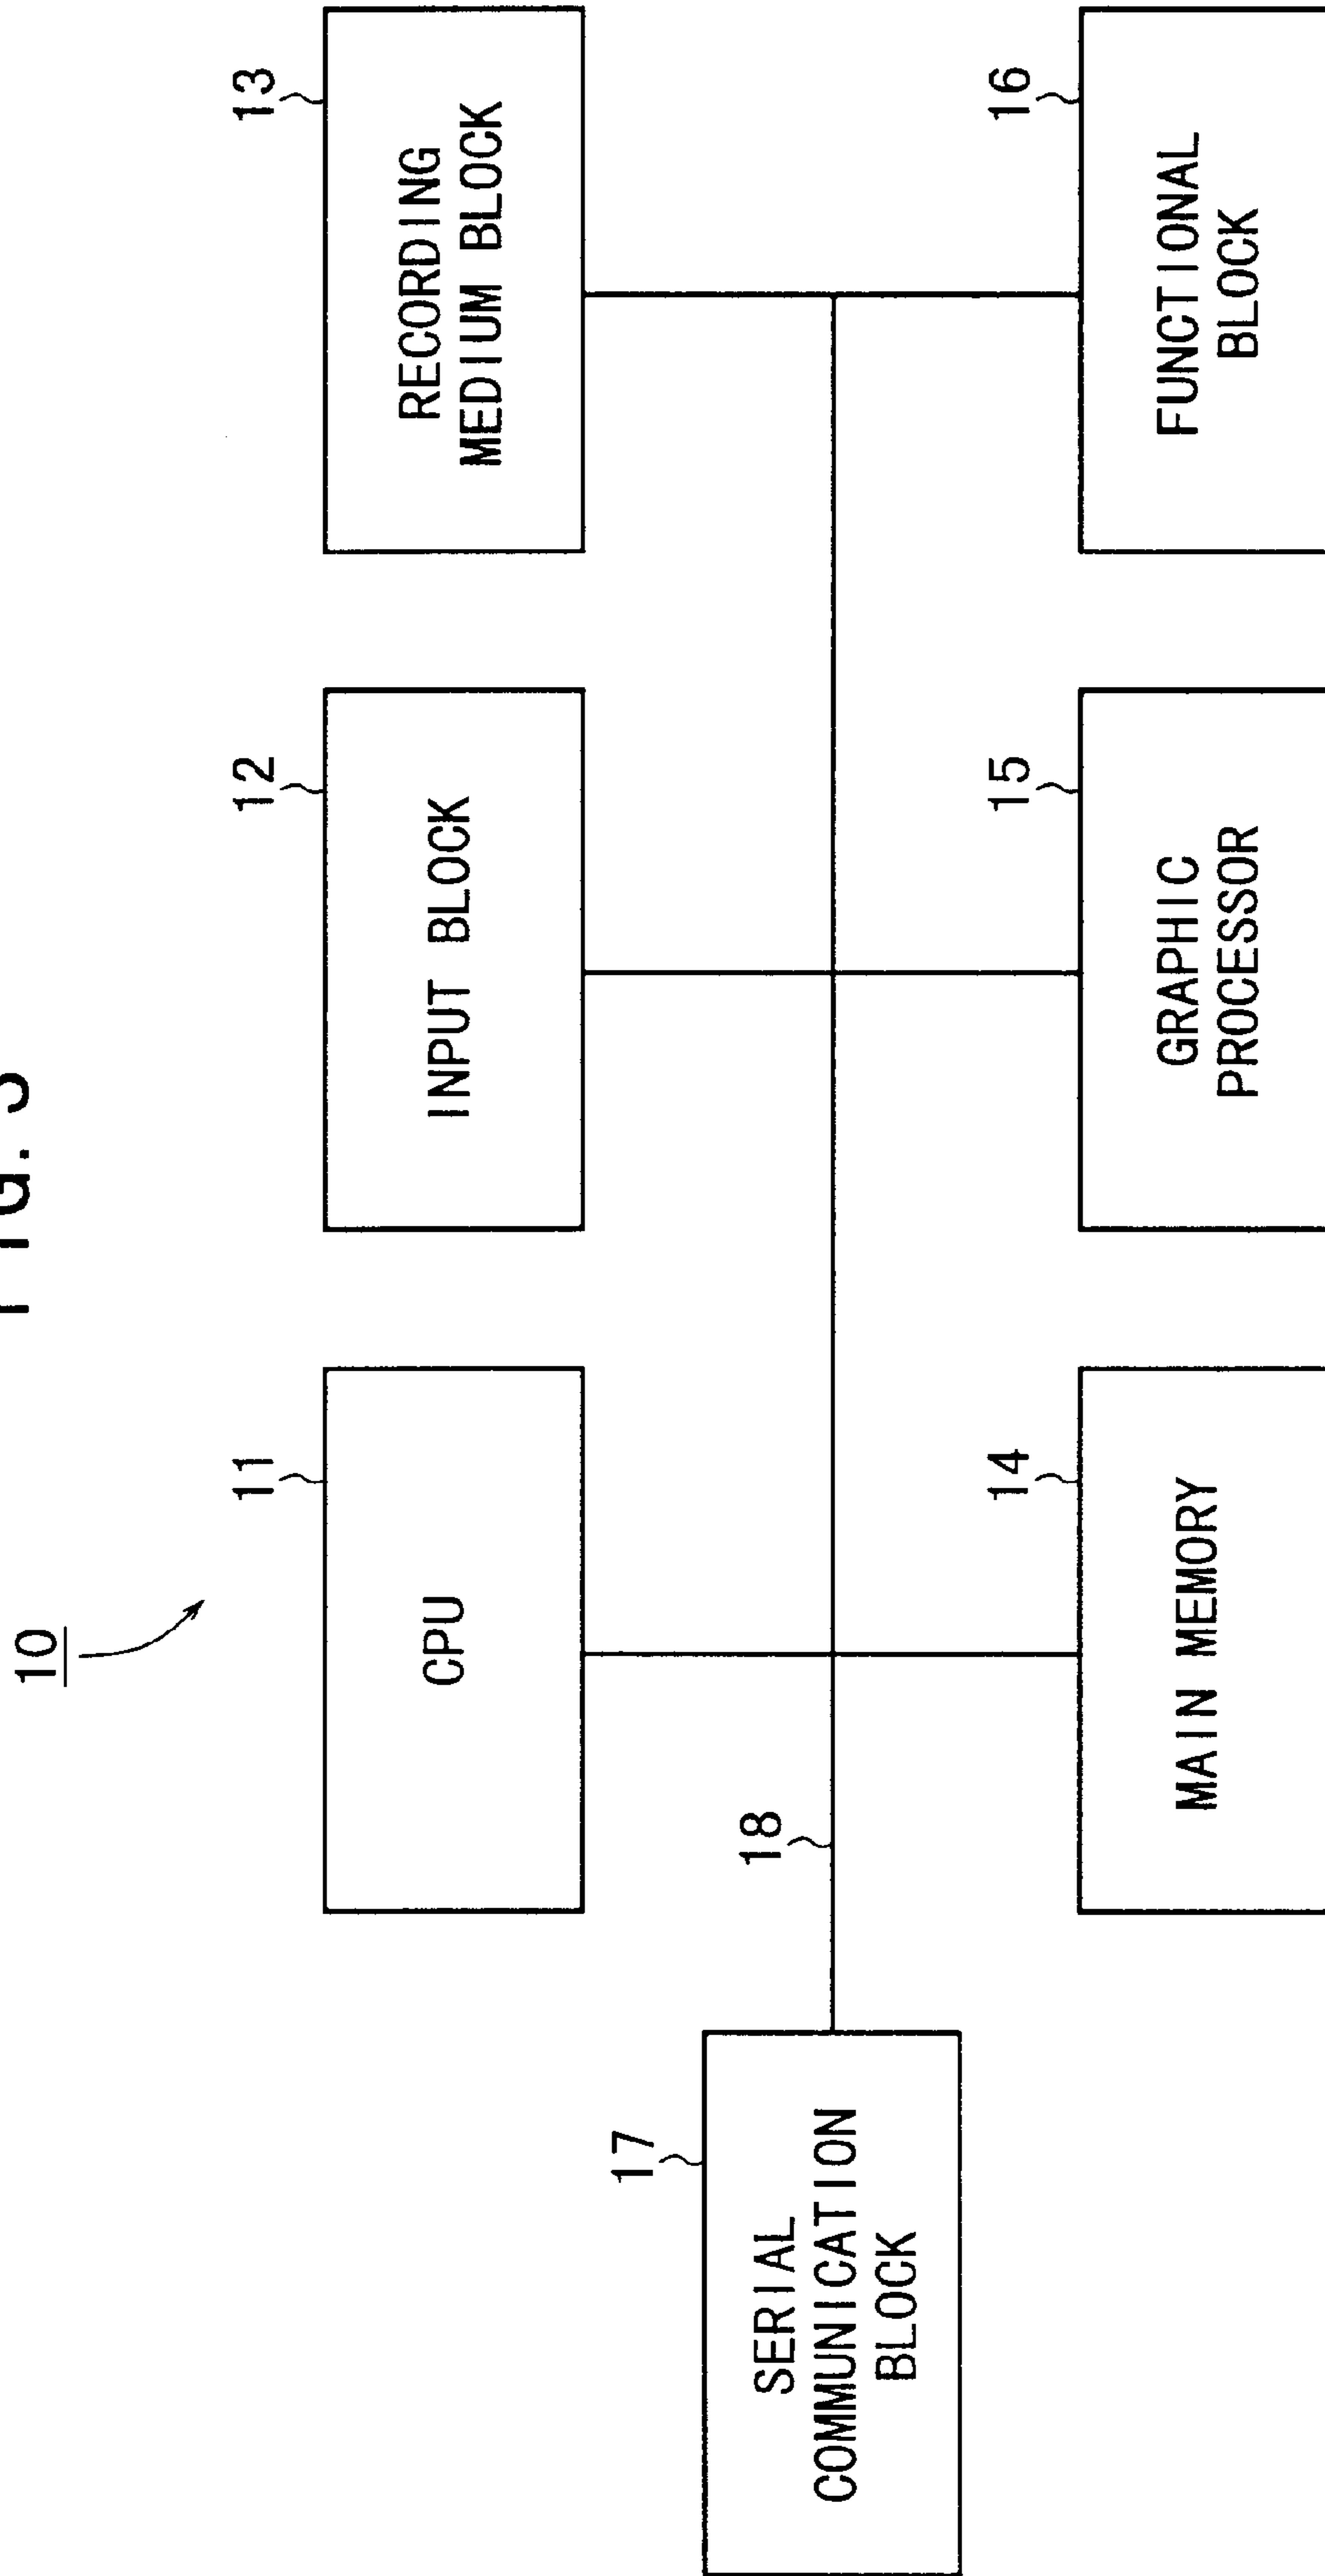 FIG.
10
11
CPU
12
INPUT BLOCK
13
RECORDING
MEDIUM BLOCK
17
SERIAL
COMMUNICATION
BLOCK
18
14
MAIN MEMORY
15
GRAPHIC
PROCESSOR
16
FUNCTIONAL
BLOCK